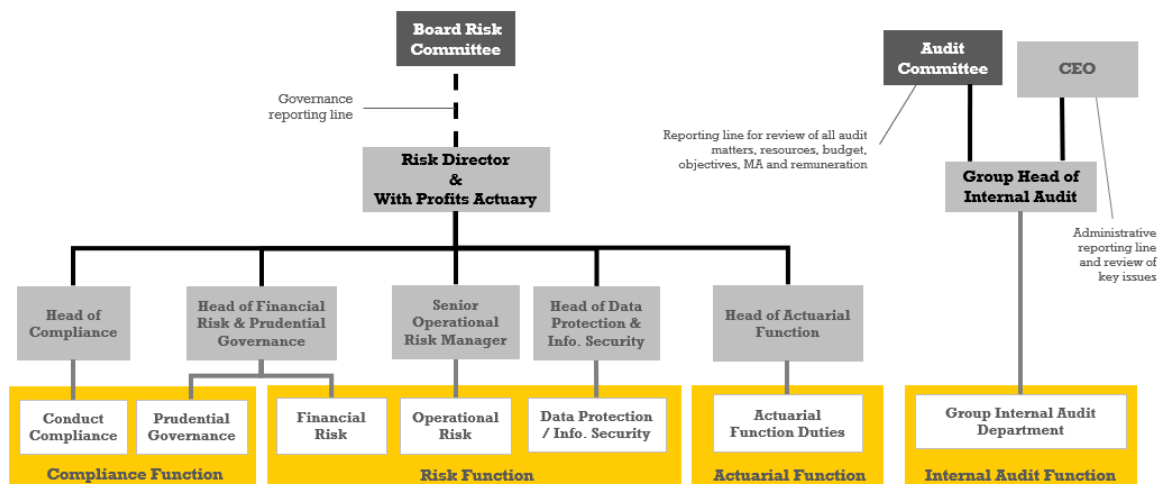 Board Risk
Committee
Governance
reporting line
Risk Director
&
With Profits Actuary
Audit
Committee
CEO
Reporting line for review of all audit
matters, resources, budget,
objectives, MA and remuneration
Group Head of
Internal Audit
Administrative
reporting line
and review of
key issues
Head of
Compliance
Head of Financial
Risk & Prudential
Governance
Senior
Operational
Risk Manager
Head of Data
Protection &
Info. Security
Head of Actuarial
Function
Conduct
Compliance
Prudential
Governance
Financial
Risk
Operational
Risk
Data Protection
/ Info. Security
Actuarial
Function Duties
Group Internal Audit
Department
Compliance Function
Risk Function
Actuarial Function
Internal Audit Function